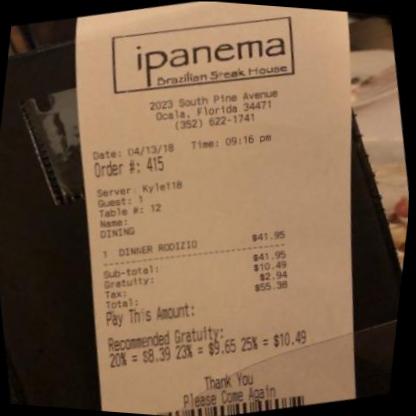 ipanema
Brazilian Steak House
2023 South Pine Avenue
Ocala, Florida 34471
(352) 622-1741
Date: 04/13/18 Time: 09:16 pm
Order #: 415
Server: Kyle118
Guest: 1
Table #: 12
Name:
DINING
1 DINNER RODIZIO $41.95
Sub-total: $41.95
Gratuity: $10.49
Tax: $2.94
Total: $55.38
Pay This Amount:
Recommended Gratuity:
20% = $8.39 23% = $9.65 25% = $10.49
Thank You
Please Come Again